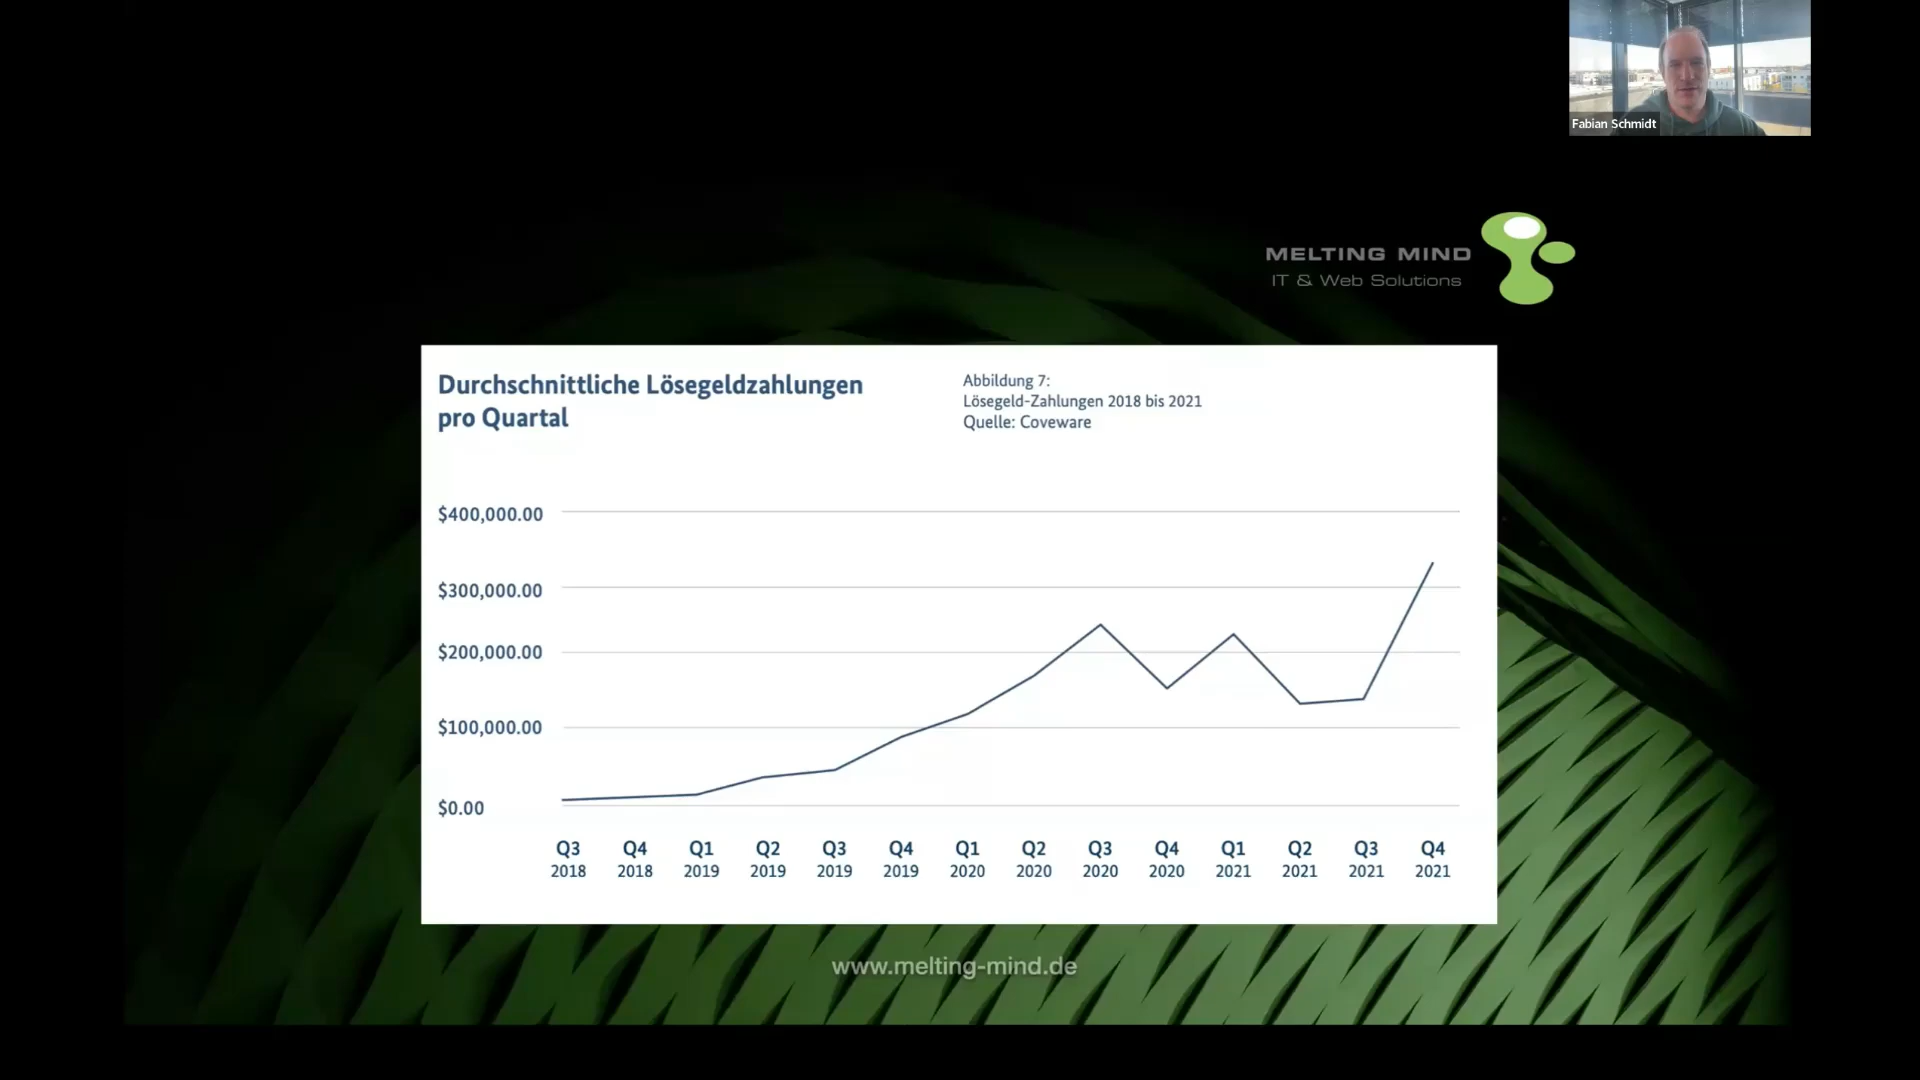 Fabian Schmidt
MELTING MIND
IT & Web Solutions
Durchschnittliche Lösegeldzahlungen
pro Quartal
Abbildung 7:
Lösegeld-Zahlungen 2018 bis 2021
Quelle: Coveware
$400,000.00
$300,000.00
$200,000.00
$100,000.00
$0.00
Q3 Q4 Q1 Q2 Q3 Q4 Q1 Q2 Q3 Q4 Q1 Q2 Q3 Q4
2018 2018 2019 2019 2019 2019 2020 2020 2020 2020 2021 2021 2021 2021
www.melting-mind.de